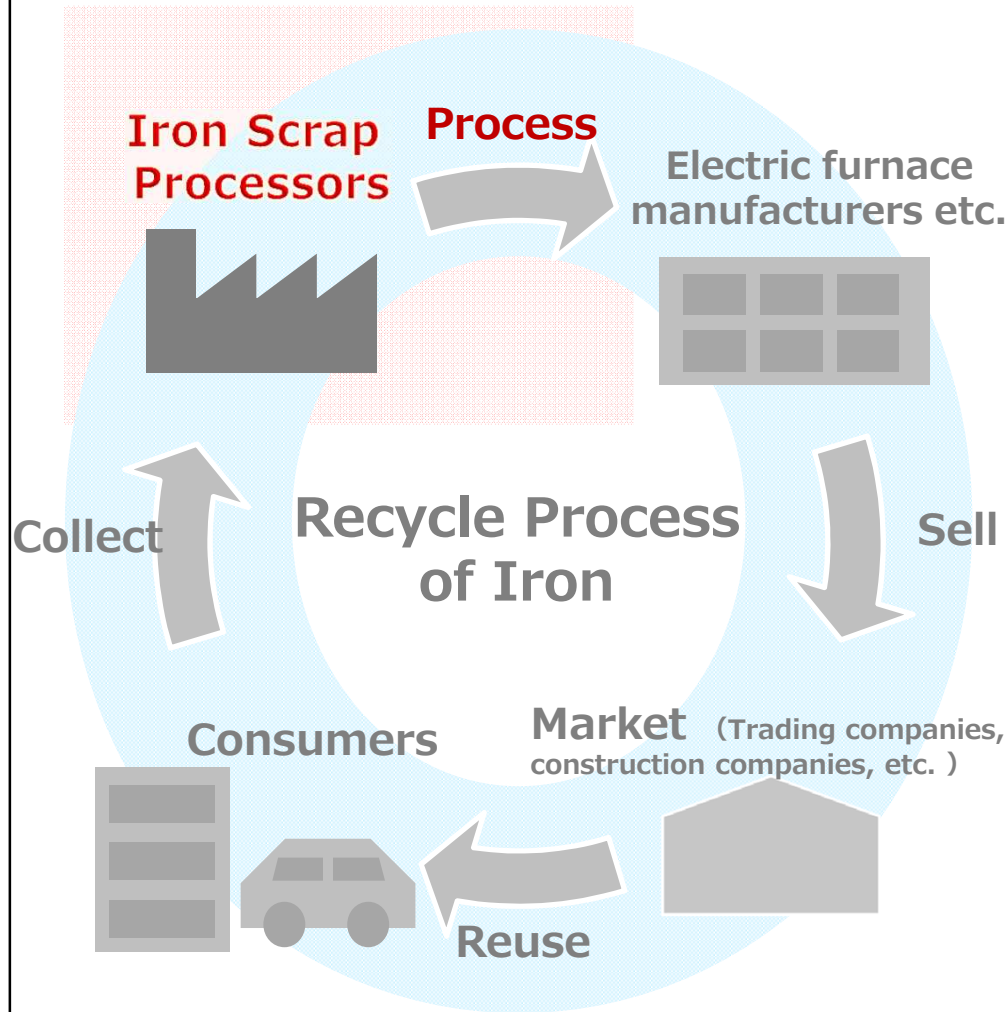 Iron Scrap
Processors
Process
Electric furnace
manufacturers etc.
Collect
Recycle Process
of Iron
Sell
Consumers
Market （Trading companies,
construction companies, etc. ）
Reuse